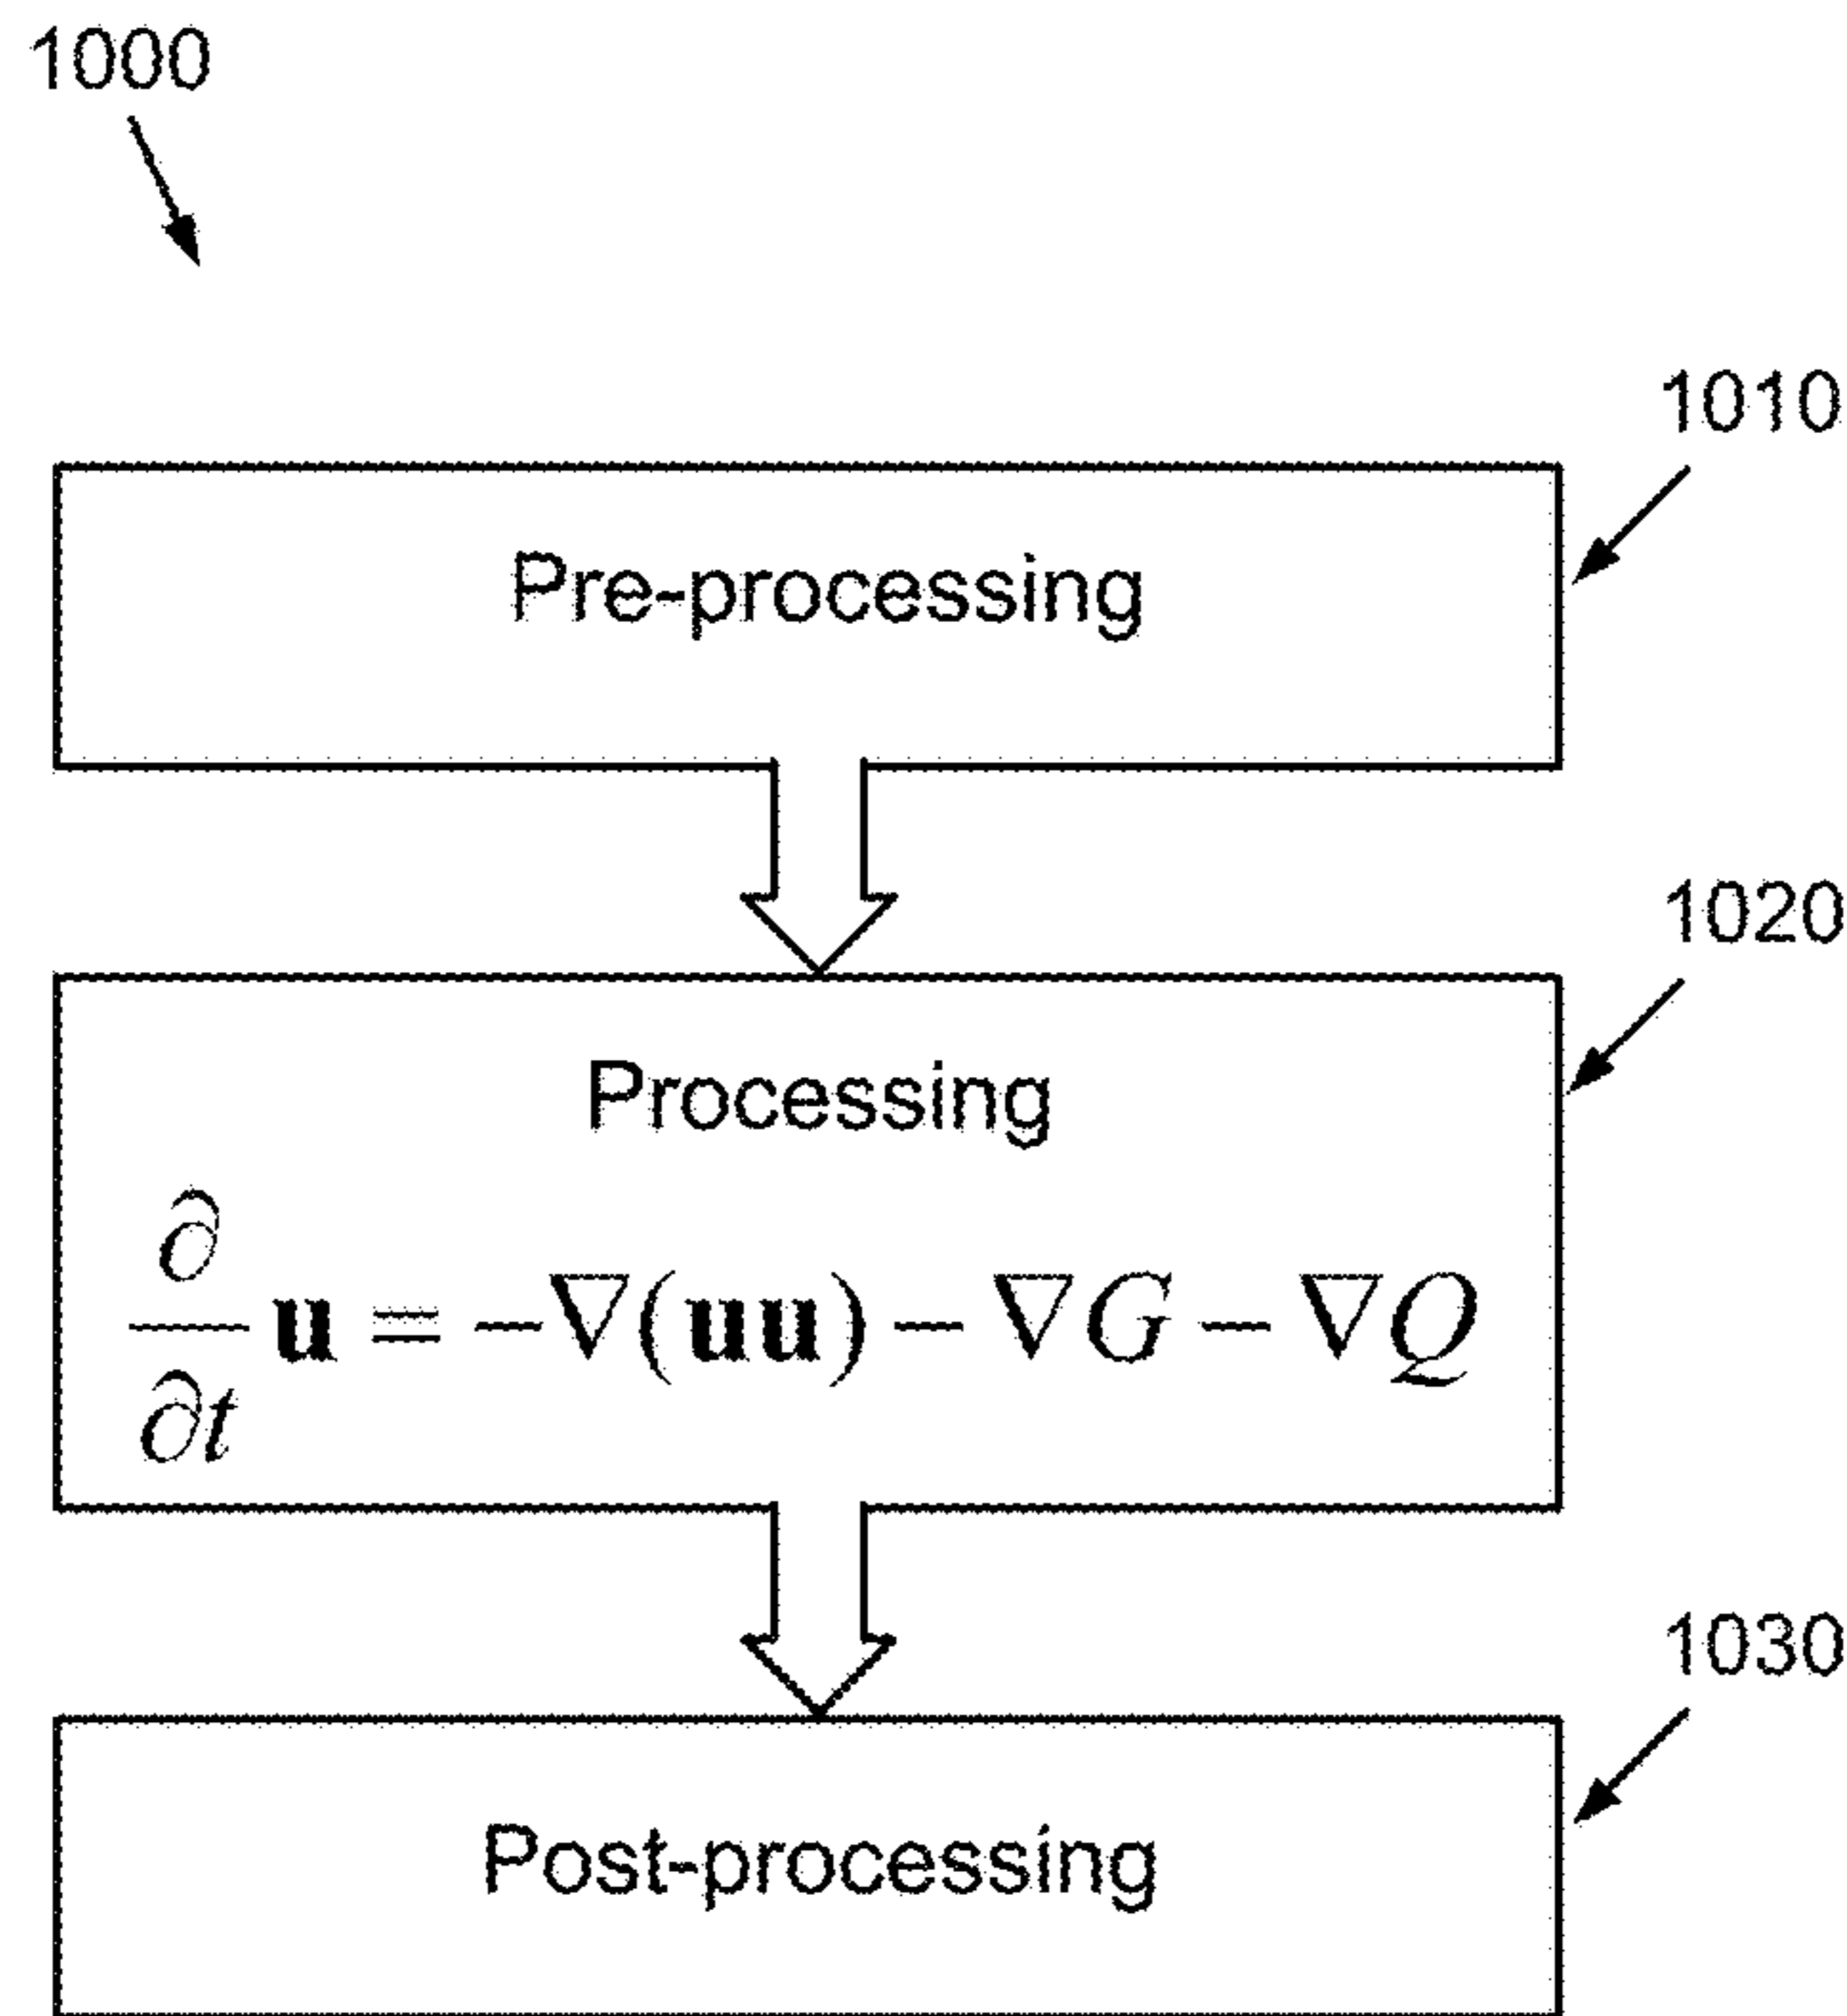 1000
1010
Pre-processing
1020
Processing
∂/∂t u = −∇(uu) − ∇G − ∇Q
1030
Post-processing